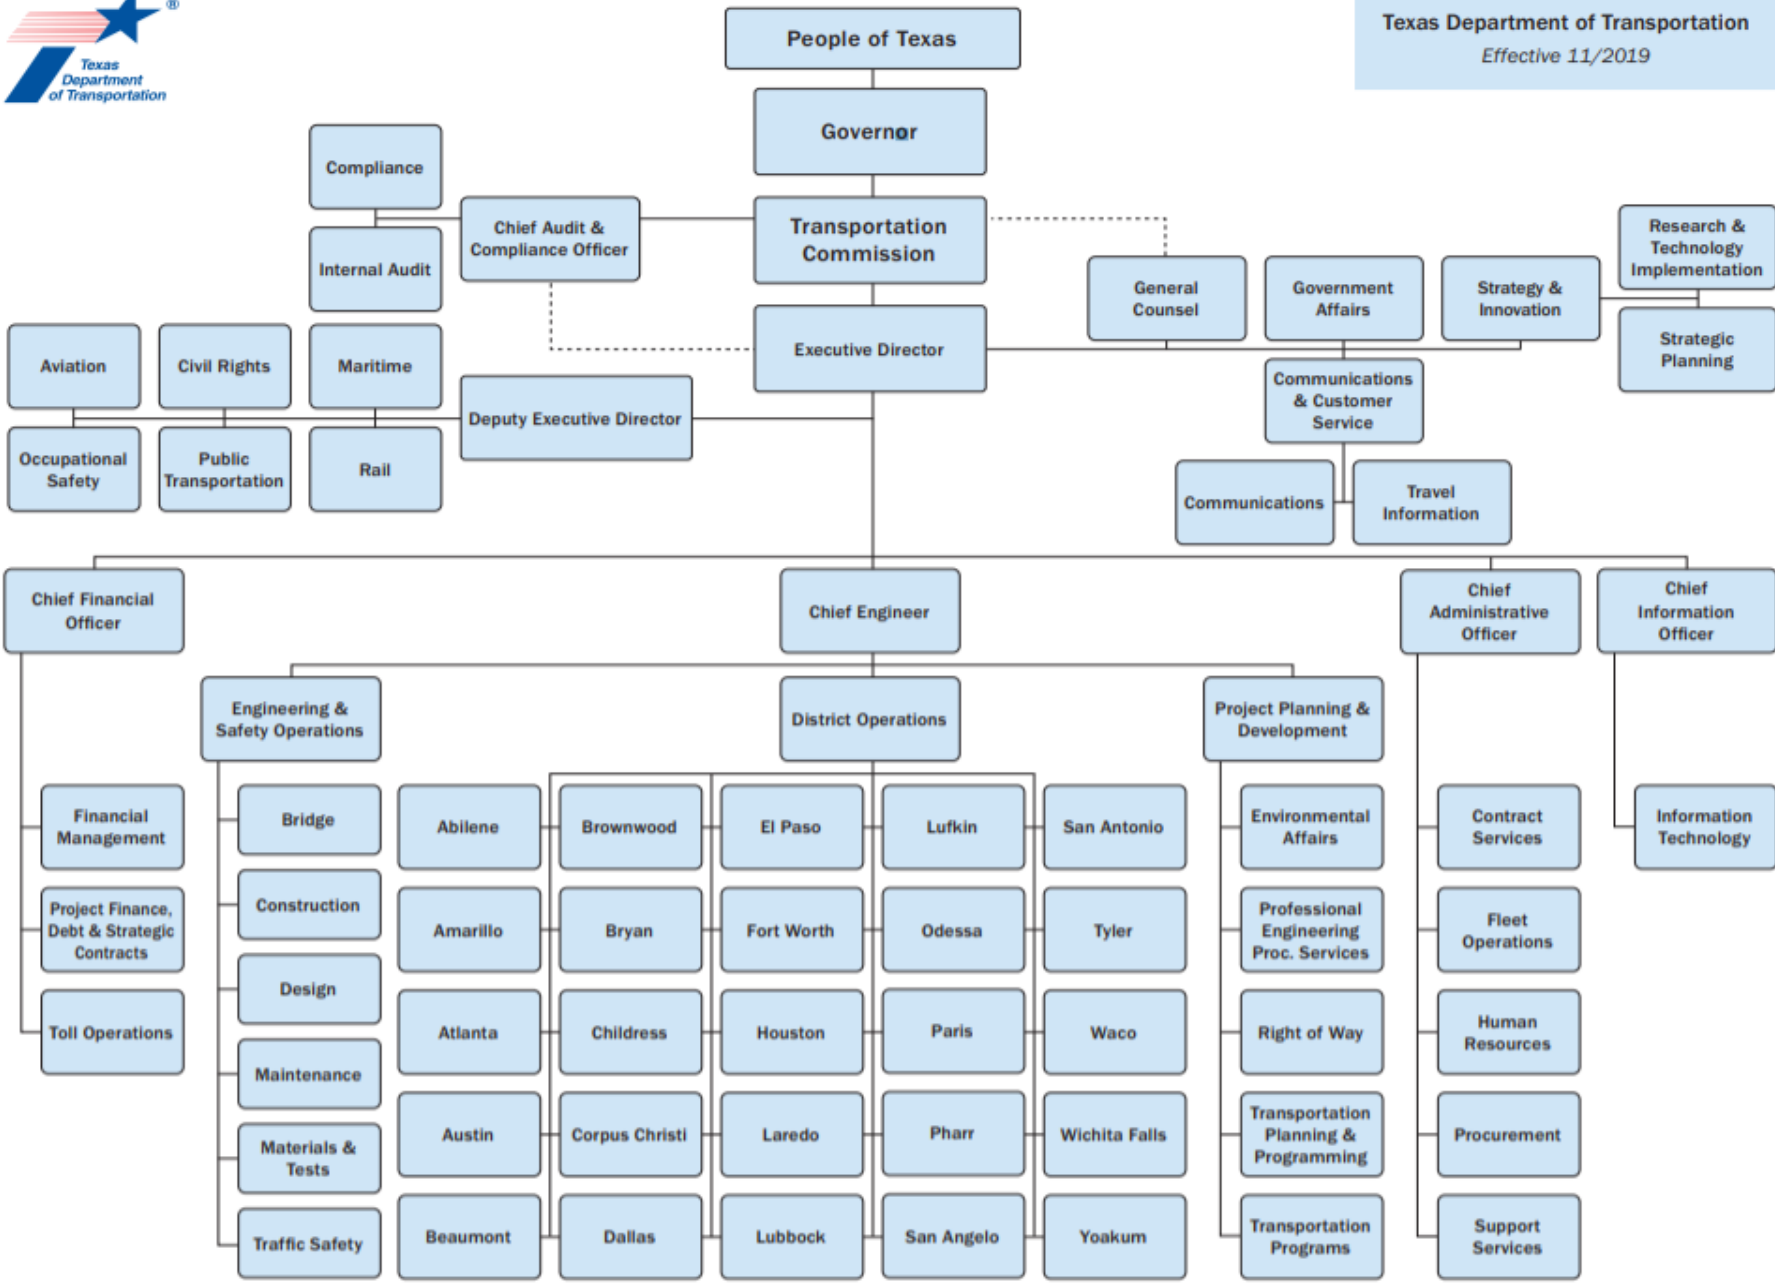 Texas
Department
of Transportation
®
Texas Department of Transportation
Effective 11/2019
People of Texas
Governor
Transportation
Commission
Executive Director
Compliance
Internal Audit
Chief Audit &
Compliance Officer
General
Counsel
Government
Affairs
Strategy &
Innovation
Research &
Technology
Implementation
Strategic
Planning
Aviation
Civil Rights
Maritime
Occupational
Safety
Public
Transportation
Rail
Deputy Executive Director
Communications
& Customer
Service
Communications
Travel
Information
Chief Financial
Officer
Chief Engineer
Chief
Administrative
Officer
Chief
Information
Officer
Engineering &
Safety Operations
District Operations
Project Planning &
Development
Financial
Management
Project Finance,
Debt & Strategic
Contracts
Toll Operations
Bridge
Construction
Design
Maintenance
Materials &
Tests
Traffic Safety
Abilene
Amarillo
Atlanta
Austin
Beaumont
Brownwood
Bryan
Childress
Corpus Christi
Dallas
El Paso
Fort Worth
Houston
Laredo
Lubbock
Lufkin
Odessa
Paris
Pharr
San Angelo
San Antonio
Tyler
Waco
Wichita Falls
Yoakum
Environmental
Affairs
Professional
Engineering
Proc. Services
Right of Way
Transportation
Planning &
Programming
Transportation
Programs
Contract
Services
Fleet
Operations
Human
Resources
Procurement
Support
Services
Information
Technology